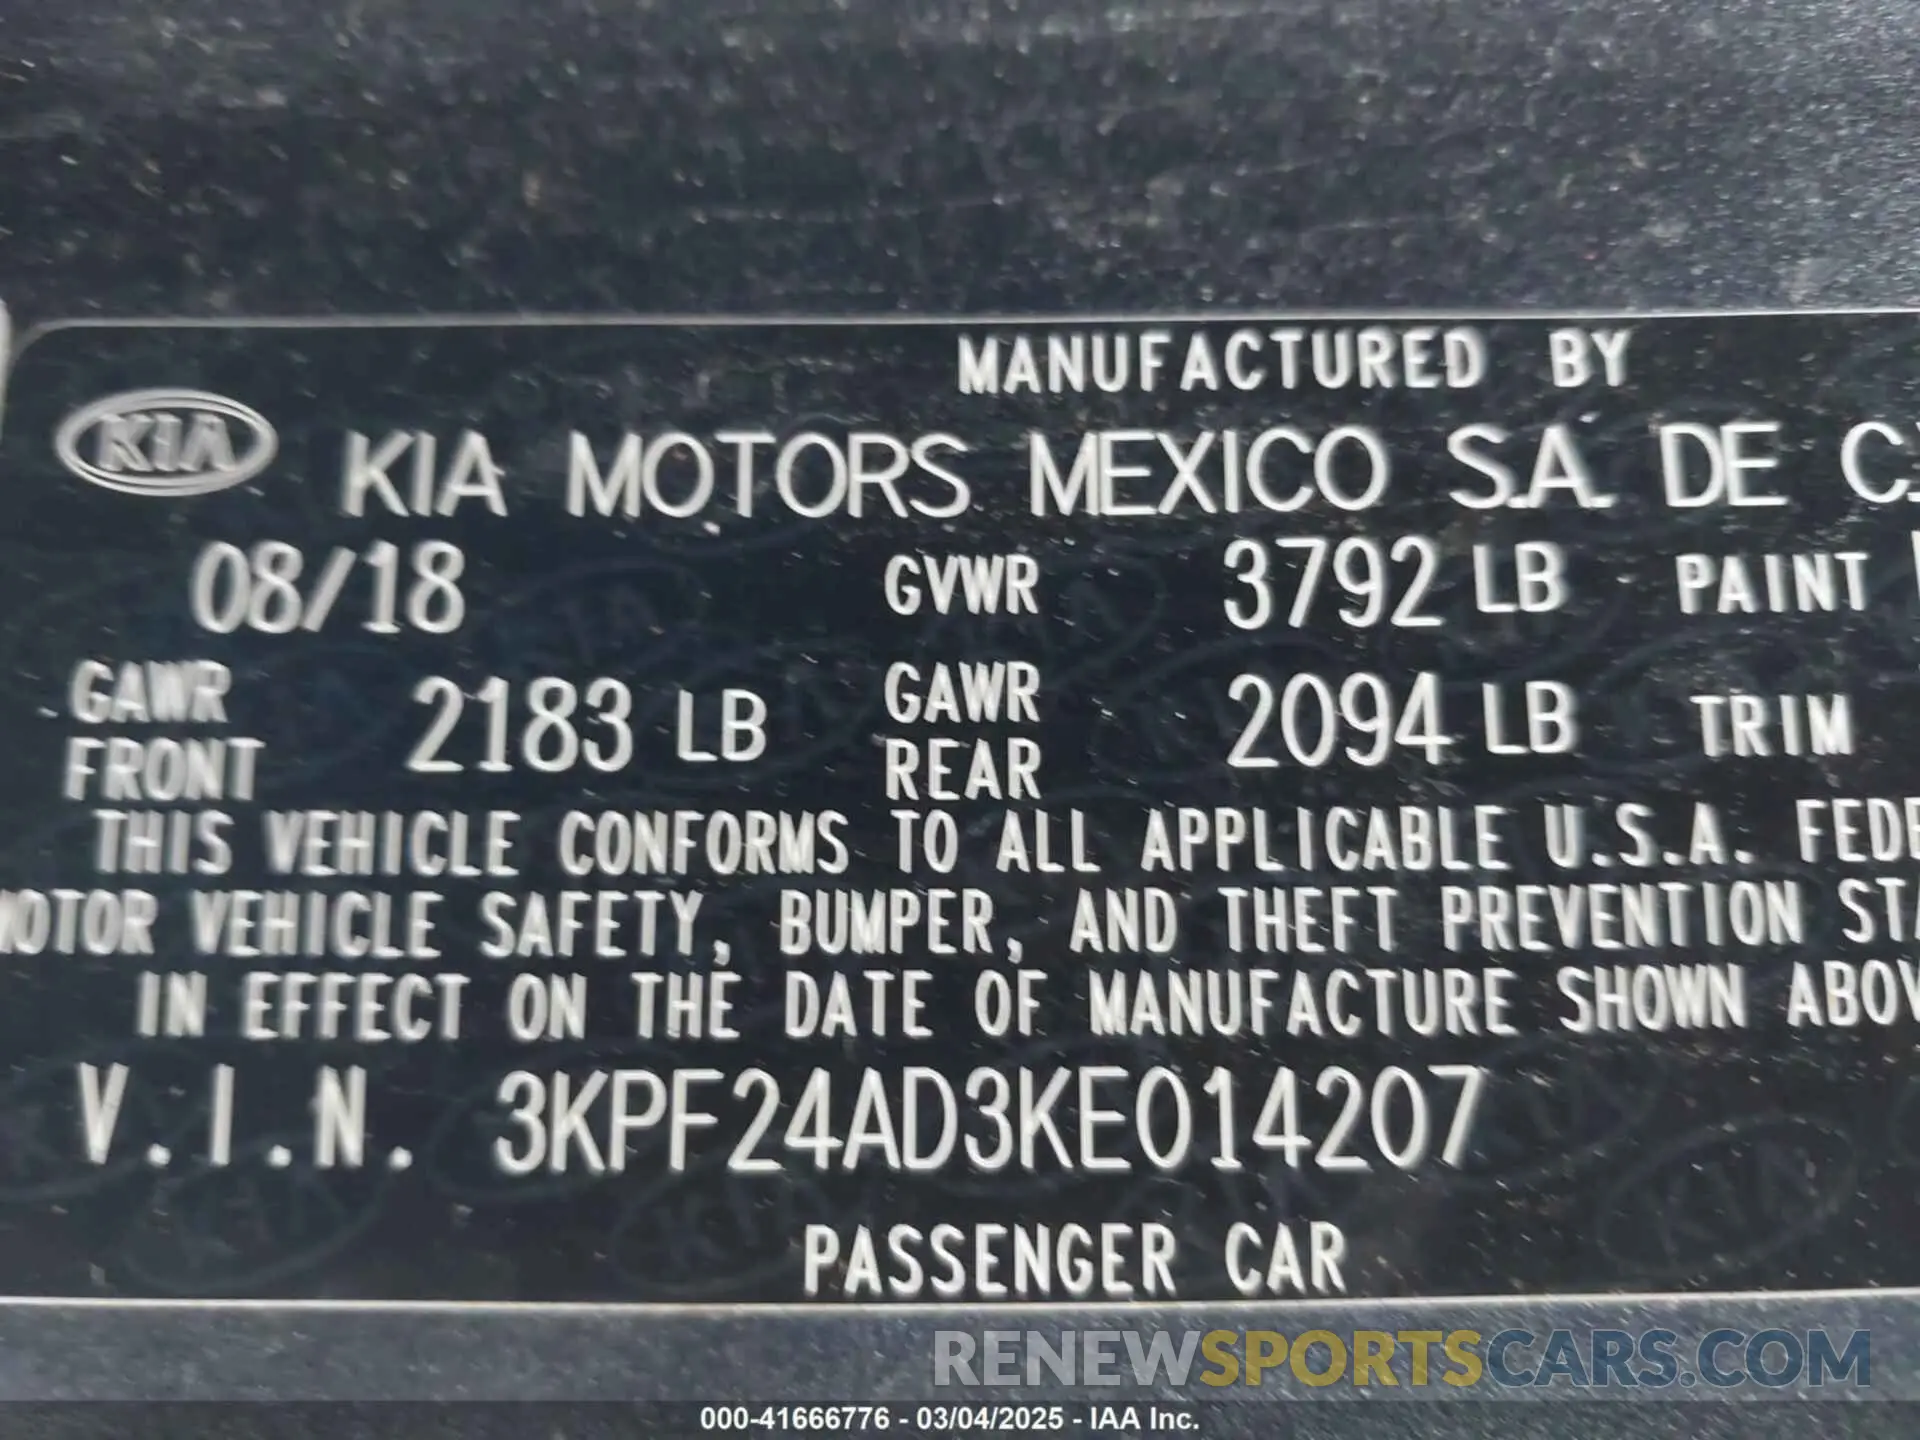 MANUFACTURED BY
KIA KIA MOTORS MEXICO S.A. DE C.
08/18 GVWR 3792 LB PAINT
GAWR FRONT 2183 LB GAWR REAR 2094 LB TRIM
THIS VEHICLE CONFORMS TO ALL APPLICABLE U.S.A. FEDE
MOTOR VEHICLE SAFETY, BUMPER, AND THEFT PREVENTION STA
IN EFFECT ON THE DATE OF MANUFACTURE SHOWN ABOV
V.I.N. 3KPF24AD3KE014207
PASSENGER CAR
RENEWSPORTSCARS.COM
000-41666776 - 03/04/2025 - IAA Inc.